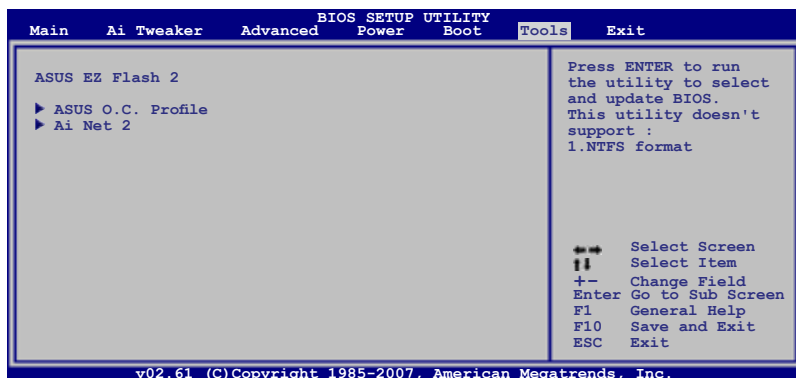 BIOS SETUP UTILITY
Main Ai Tweaker Advanced Power Boot Tools Exit
ASUS EZ Flash 2
ASUS O.C. Profile
Ai Net 2
Press ENTER to run
the utility to select
and update BIOS.
This utility doesn't
support :
1.NTFS format
Select Screen
Select Item
+- Change Field
Enter Go to Sub Screen
F1 General Help
F10 Save and Exit
ESC Exit
v02.61 (C)Copyright 1985-2007, American Megatrends, Inc.